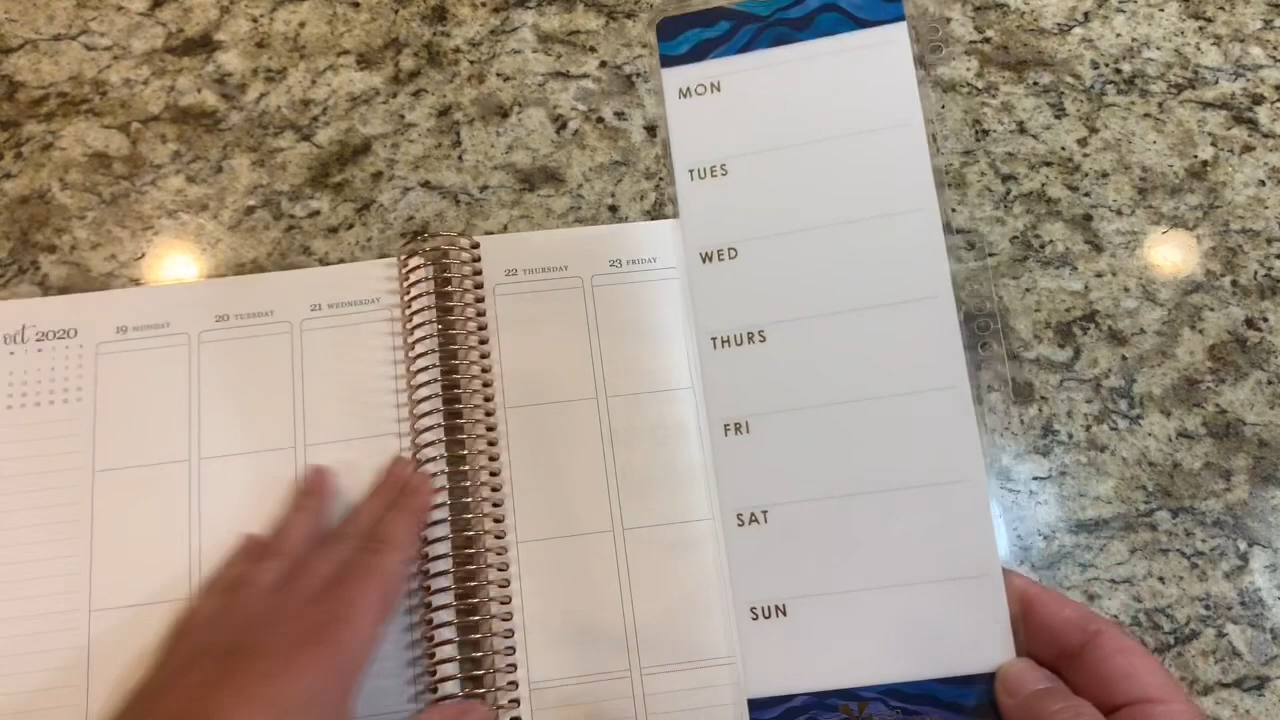 oct 2020
19 MONDAY
20 TUESDAY
21 WEDNESDAY
22 THURSDAY
23 FRIDAY
MON
TUES
WED
THURS
FRI
SAT
SUN